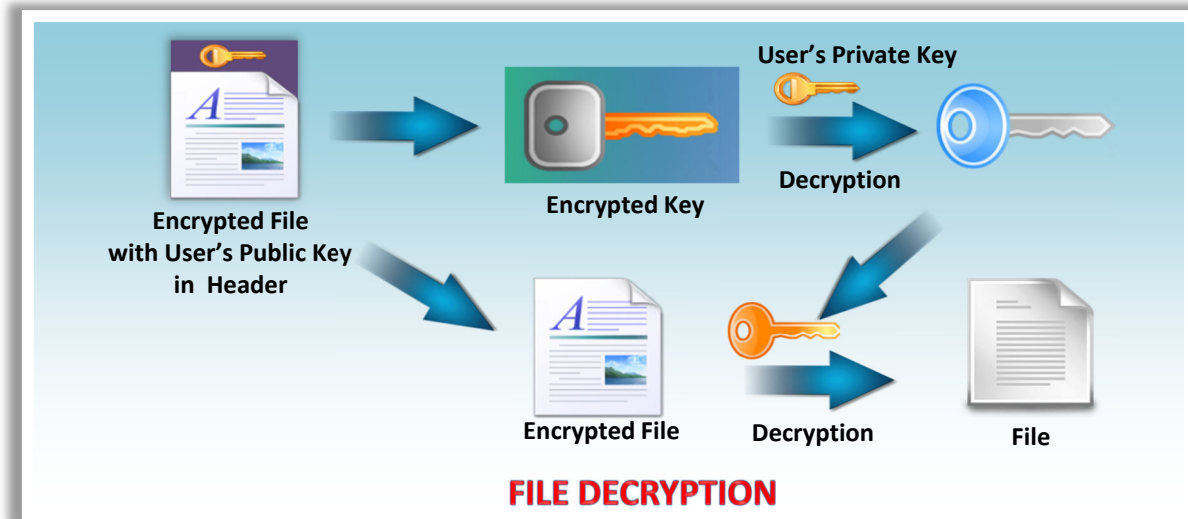 User's Private Key
Decryption
Encrypted Key
Encrypted File
with User's Public Key
in Header
Encrypted File
Decryption
File
FILE DECRYPTION